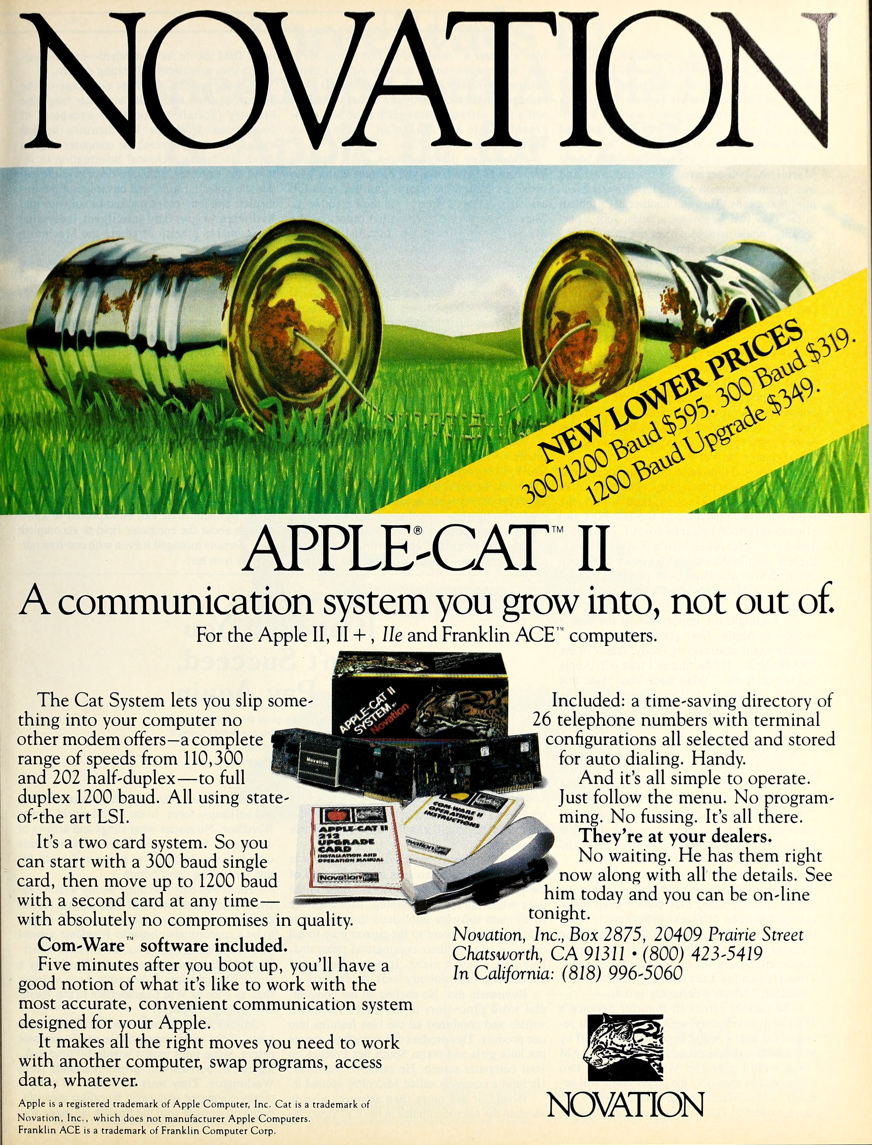 NOVATION
NEW LOWER PRICES
300/1200 Baud $595. 300 Baud $319.
1200 Baud Upgrade $349.
APPLE®-CAT™ II
A communication system you grow into, not out of.
For the Apple II, II+, IIe and Franklin ACE™ computers.
The Cat System lets you slip some-
thing into your computer no
other modem offers—a complete
range of speeds from 110,300
and 202 half-duplex—to full
duplex 1200 baud. All using state-
of-the art LSI.
It's a two card system. So you
can start with a 300 baud single
card, then move up to 1200 baud
with a second card at any time—
with absolutely no compromises in quality.
Com-Ware™ software included.
Five minutes after you boot up, you'll have a
good notion of what it's like to work with the
most accurate, convenient communication system
designed for your Apple.
It makes all the right moves you need to work
with another computer, swap programs, access
data, whatever.
Apple is a registered trademark of Apple Computer, Inc. Cat is a trademark of
Novation, Inc., which does not manufacturer Apple Computers.
Franklin ACE is a trademark of Franklin Computer Corp.
APPLE-CAT II
SYSTEM™
Novation
Novation
APPLE-CAT II
212
UPGRADE
CARD
INSTALLATION AND
OPERATION MANUAL
Novation
COM-WARE II
OPERATING
INSTRUCTIONS
Novation
Included: a time-saving directory of
26 telephone numbers with terminal
configurations all selected and stored
for auto dialing. Handy.
And it's all simple to operate.
Just follow the menu. No program-
ming. No fussing. It's all there.
They're at your dealers.
No waiting. He has them right
now along with all the details. See
him today and you can be on-line
tonight.
Novation, Inc., Box 2875, 20409 Prairie Street
Chatsworth, CA 91311 • (800) 423-5419
In California: (818) 996-5060
NOVATION